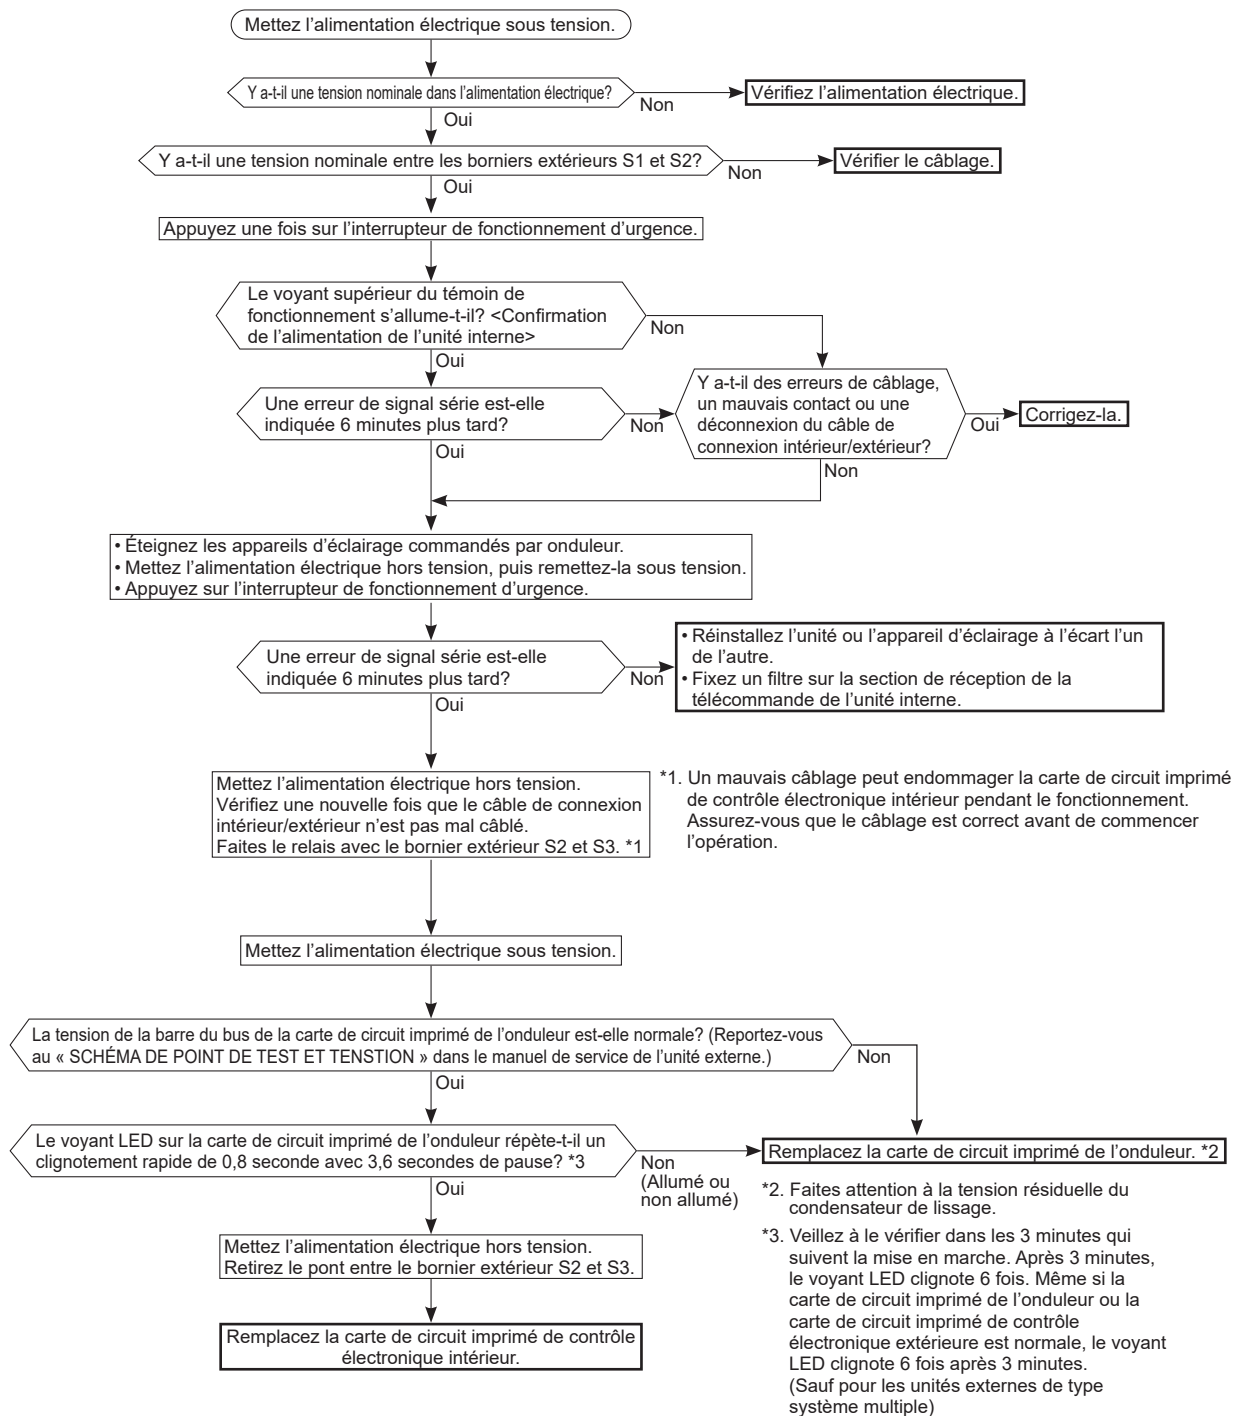 Mettez l’alimentation électrique sous tension.
Y a-t-il une tension nominale dans l’alimentation électrique?
Non
Vérifiez l’alimentation électrique.
Oui
Y a-t-il une tension nominale entre les borniers extérieurs S1 et S2?
Non
Vérifier le câblage.
Oui
Appuyez une fois sur l’interrupteur de fonctionnement d’urgence.
Le voyant supérieur du témoin de
fonctionnement s’allume-t-il? <Confirmation
de l’alimentation de l’unité interne>
Non
Oui
Une erreur de signal série est-elle
indiquée 6 minutes plus tard?
Non
Y a-t-il des erreurs de câblage,
un mauvais contact ou une
déconnexion du câble de
connexion intérieur/extérieur?
Oui
Corrigez-la.
Oui
Non
• Éteignez les appareils d’éclairage commandés par onduleur.
• Mettez l’alimentation électrique hors tension, puis remettez-la sous tension.
• Appuyez sur l’interrupteur de fonctionnement d’urgence.
Une erreur de signal série est-elle
indiquée 6 minutes plus tard?
Non
• Réinstallez l’unité ou l’appareil d’éclairage à l’écart l’un
de l’autre.
• Fixez un filtre sur la section de réception de la
télécommande de l’unité interne.
Oui
Mettez l’alimentation électrique hors tension.
Vérifiez une nouvelle fois que le câble de connexion
intérieur/extérieur n’est pas mal câblé.
Faites le relais avec le bornier extérieur S2 et S3. *1
*1. Un mauvais câblage peut endommager la carte de circuit imprimé
de contrôle électronique intérieur pendant le fonctionnement.
Assurez-vous que le câblage est correct avant de commencer
l’opération.
Mettez l’alimentation électrique sous tension.
La tension de la barre du bus de la carte de circuit imprimé de l’onduleur est-elle normale? (Reportez-vous
au « SCHÉMA DE POINT DE TEST ET TENSTION » dans le manuel de service de l’unité externe.)
Non
Oui
Le voyant LED sur la carte de circuit imprimé de l’onduleur répète-t-il un
clignotement rapide de 0,8 seconde avec 3,6 secondes de pause? *3
Non
(Allumé ou
non allumé)
Remplacez la carte de circuit imprimé de l’onduleur. *2
Oui
*2. Faites attention à la tension résiduelle du
condensateur de lissage.
*3. Veillez à le vérifier dans les 3 minutes qui
suivent la mise en marche. Après 3 minutes,
le voyant LED clignote 6 fois. Même si la
carte de circuit imprimé de l’onduleur ou la
carte de circuit imprimé de contrôle
électronique extérieure est normale, le voyant
LED clignote 6 fois après 3 minutes.
(Sauf pour les unités externes de type
système multiple)
Mettez l’alimentation électrique hors tension.
Retirez le pont entre le bornier extérieur S2 et S3.
Remplacez la carte de circuit imprimé de contrôle
électronique intérieur.